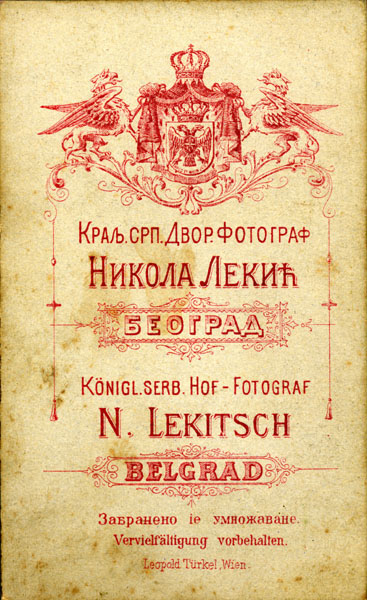 КРАЉ. СРП. ДВОР. ФОТОГРАФ
НИКОЛА ЛЕКИЋ
БЕОГРАД
KÖNIGL. SERB. HOF-FOTOGRAF
N. LEKITSCH
BELGRAD
Забранено іе умножаване.
Vervielfältigung vorbehalten.
Leopold Türkel, Wien.